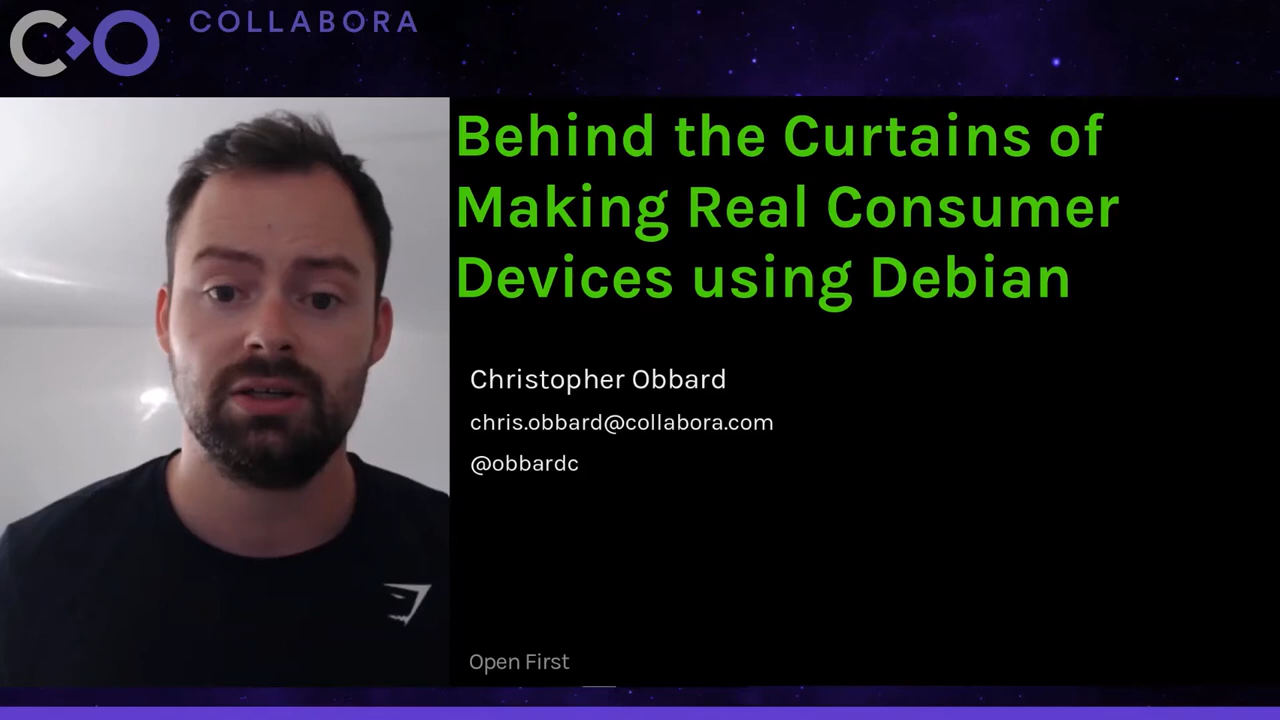 COLLABORA
Behind the Curtains of
Making Real Consumer
Devices using Debian
Christopher Obbard
chris.obbard@collabora.com
@obbardc
Open First